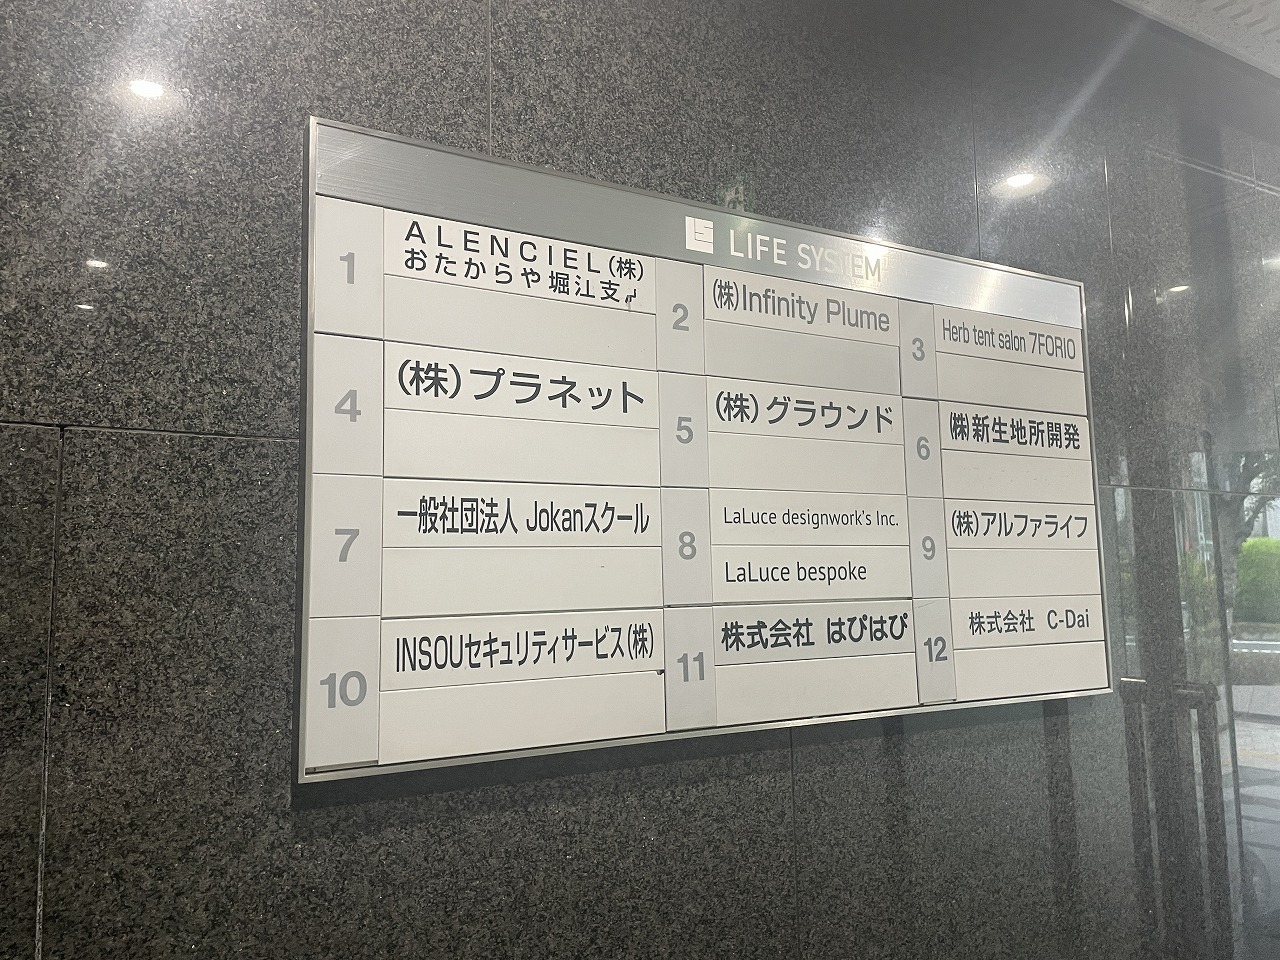 LIFE SYSTEM
1
ALENCIEL(株)
おたからや堀江支
2
(株)Infinity Plume
3
Herb tent salon 7FORIO
4
(株)プラネット
5
(株)グラウンド
6
(株)新生地所開発
7
一般社団法人 Jokanスクール
8
LaLuce designwork's Inc.
LaLuce bespoke
9
(株)アルファライフ
10
INSOUセキュリティサービス(株)
11
株式会社 はぴはぴ
12
株式会社 C-Dai